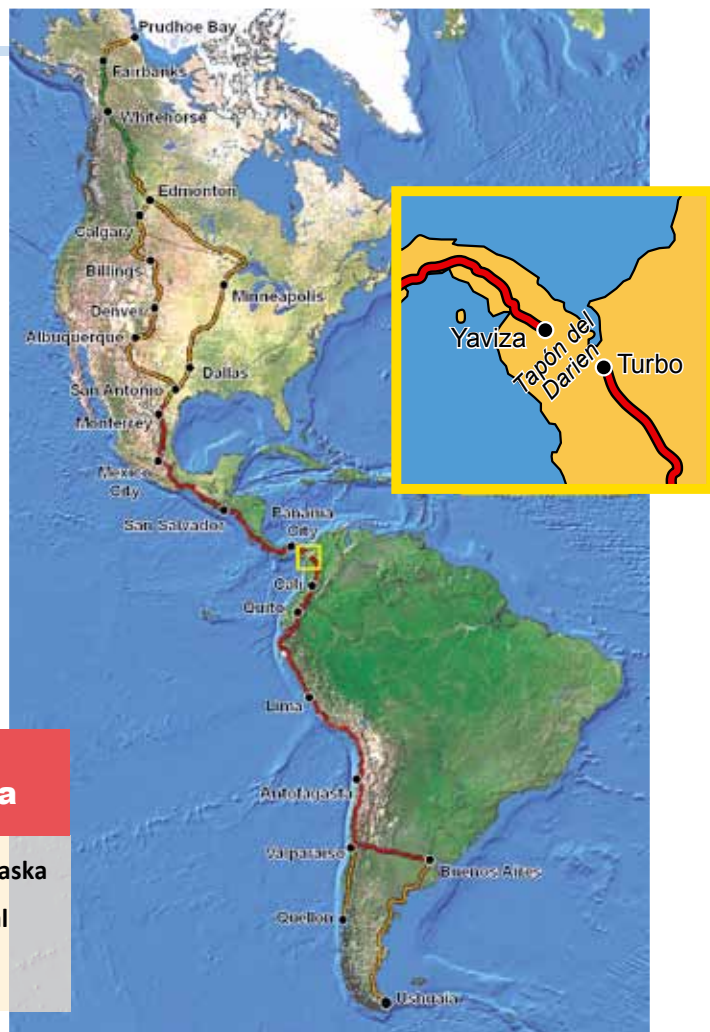 Prudhoe Bay
Fairbanks
Whitehorse
Edmonton
Calgary
Billings
Minneapolis
Denver
Albuquerque
Dallas
San Antonio
Monterrey
Mexico
City
San Salvador
Panama
City
Yaviza
Tapón del
Darien
Turbo
Cali
Quito
Lima
Antofagasta
Valparaiso
Buenos Aires
Quellon
Ushuaia
a
aska
al